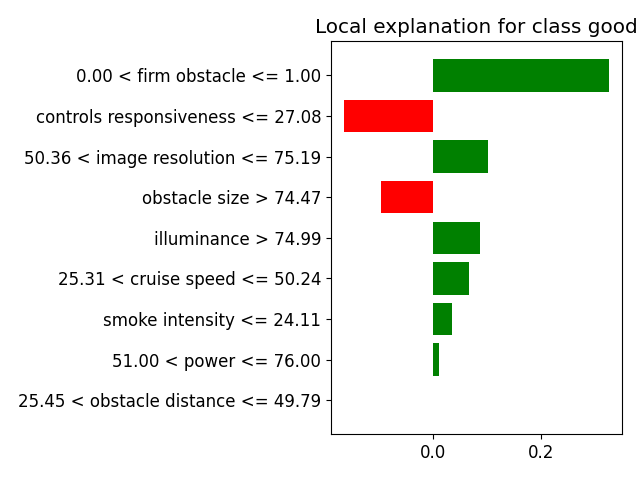 Local explanation for class good
0.00 < firm obstacle <= 1.00
controls responsiveness <= 27.08
50.36 < image resolution <= 75.19
obstacle size > 74.47
illuminance > 74.99
25.31 < cruise speed <= 50.24
smoke intensity <= 24.11
51.00 < power <= 76.00
25.45 < obstacle distance <= 49.79
0.0 0.2